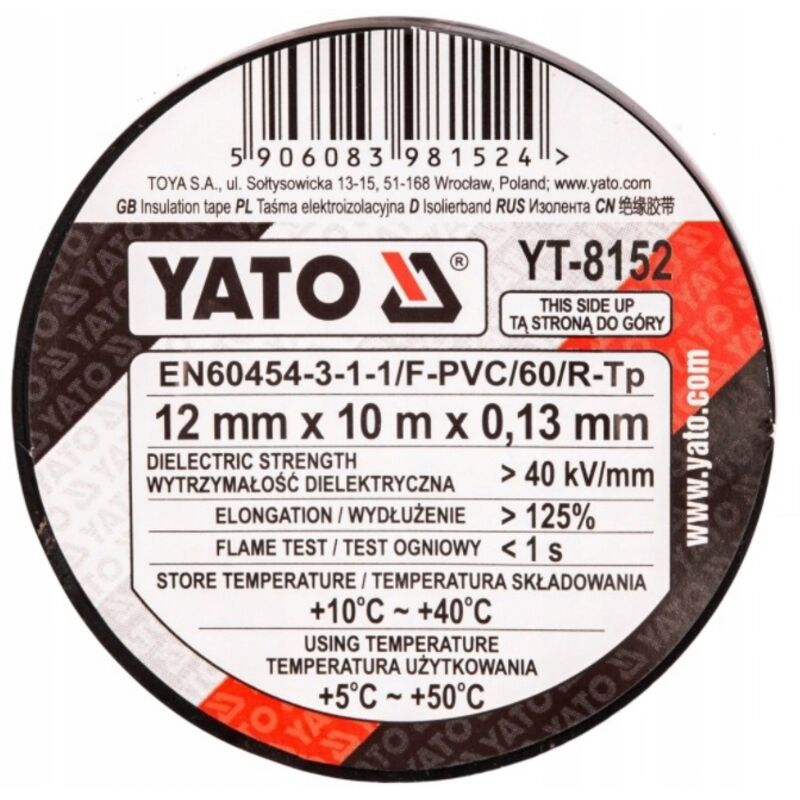 5 906083 981524 >
TOYA S.A., ul. Sołtysowicka 13-15, 51-168 Wrocław, Poland; www.yato.com
GB Insulation tape PL Taśma elektroizolacyjna D Isolierband RUS Изолента CN 绝缘胶带
YATO ® YT-8152
THIS SIDE UP
TĄ STRONĄ DO GÓRY
EN60454-3-1-1/F-PVC/60/R-Tp
12 mm x 10 m x 0,13 mm
DIELECTRIC STRENGTH
WYTRZYMAŁOŚĆ DIELEKTRYCZNA > 40 kV/mm
ELONGATION / WYDŁUŻENIE > 125%
FLAME TEST / TEST OGNIOWY < 1 s
STORE TEMPERATURE / TEMPERATURA SKŁADOWANIA
+10°C ~ +40°C
USING TEMPERATURE
TEMPERATURA UŻYTKOWANIA
+5°C ~ +50°C
www.yato.com